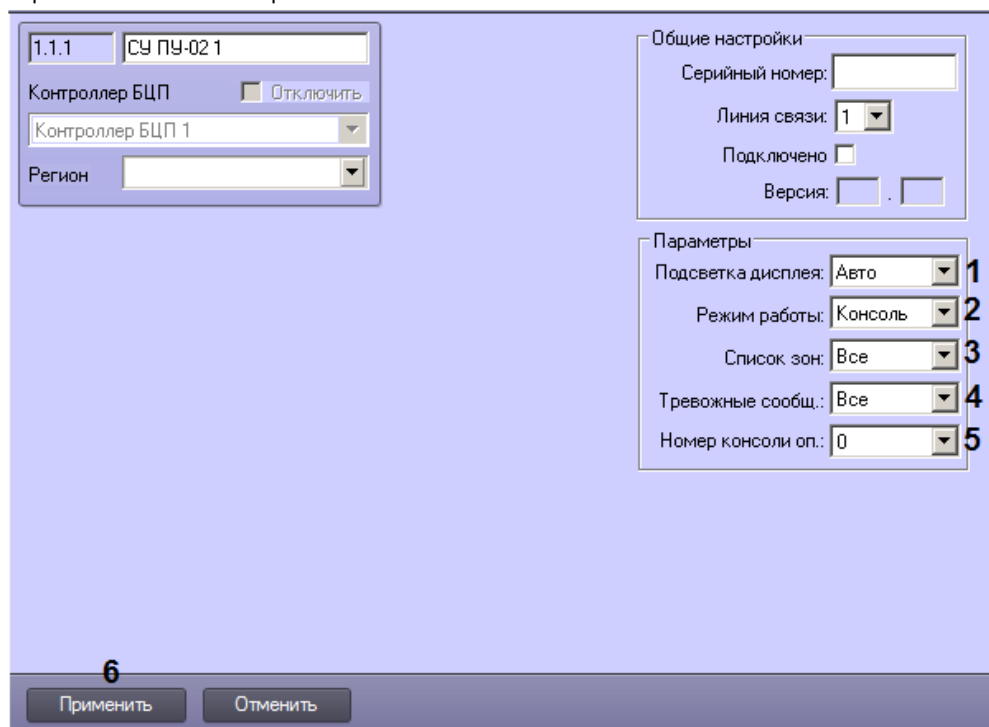 1.1.1 СУ ПУ-02 1
Контроллер БЦП Отключить
Контроллер БЦП 1
Регион
Общие настройки
Серийный номер:
Линия связи: 1
Подключено
Версия: .
Параметры
Подсветка дисплея: Авто 1
Режим работы: Консоль 2
Список зон: Все 3
Тревожные сообщ.: Все 4
Номер консоли оп.: 0 5
6
Применить Отменить